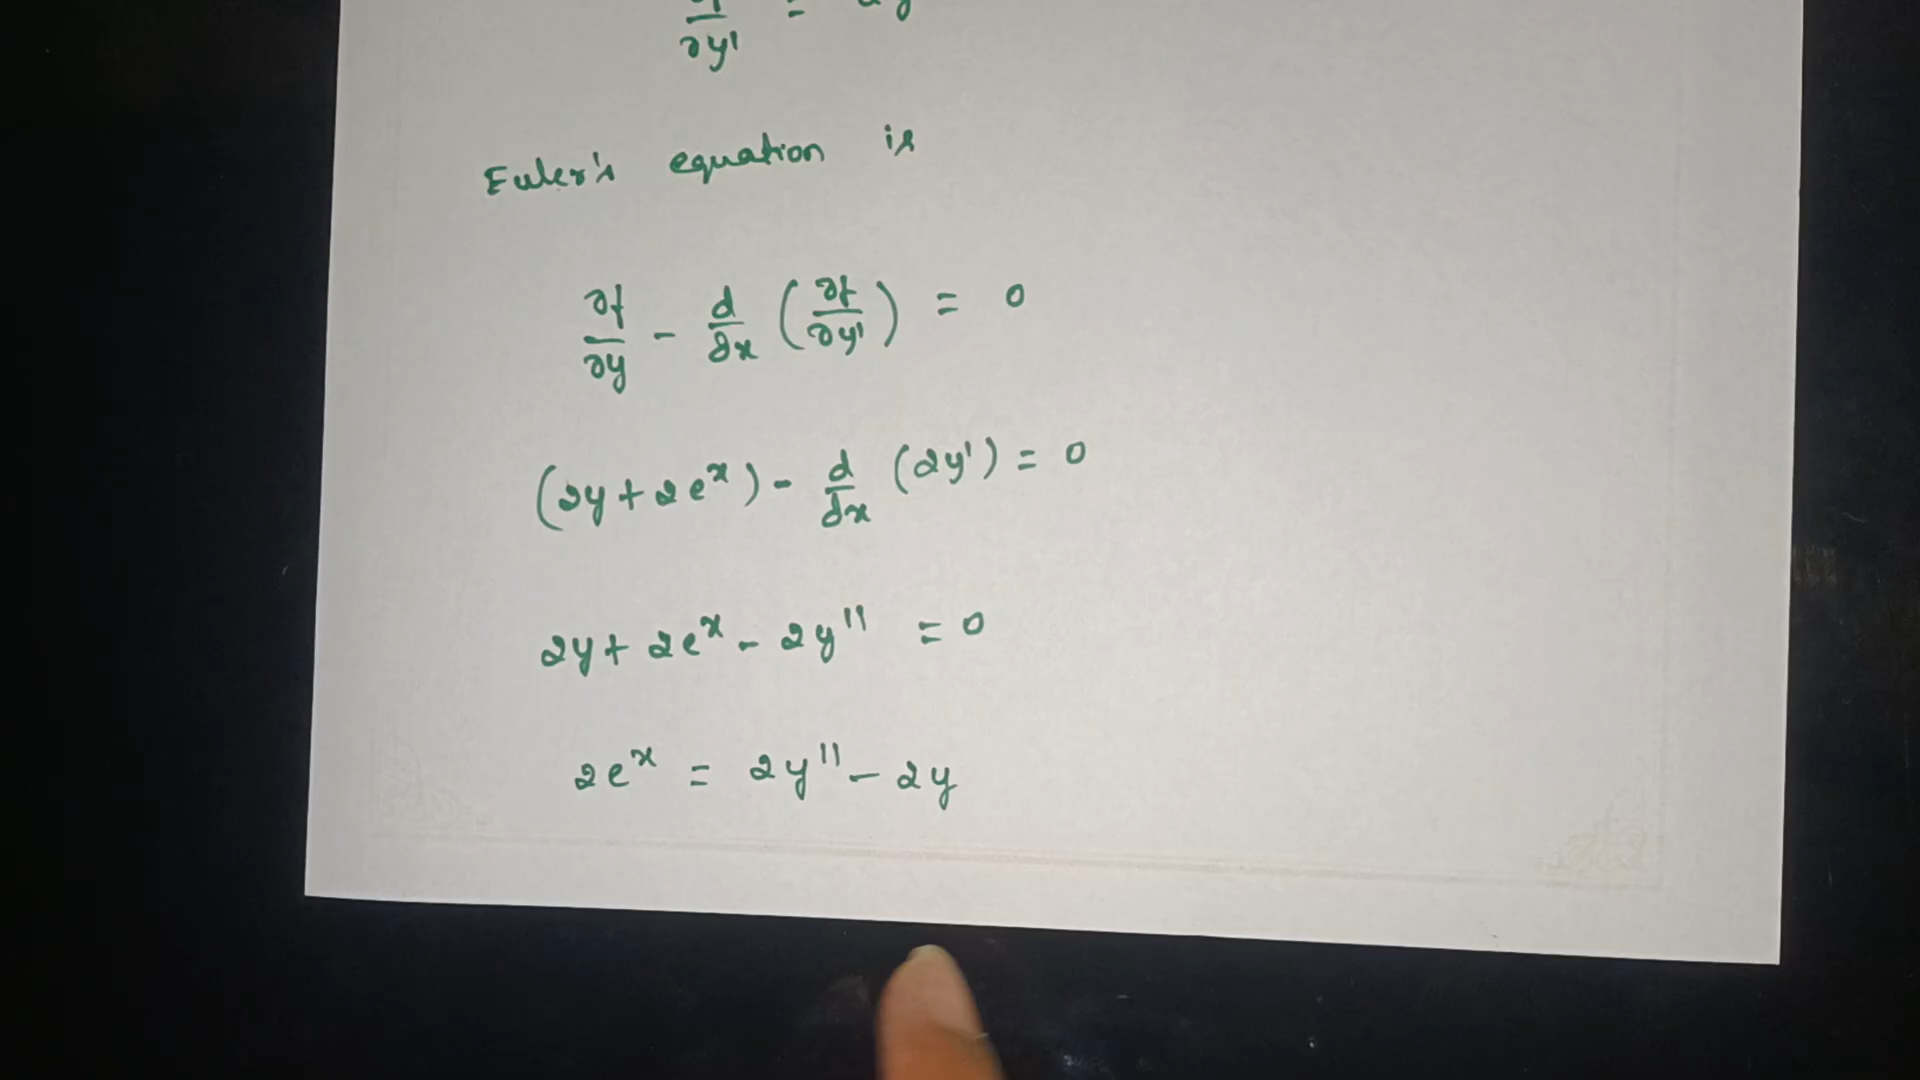 ∂y' =
Euler's equation is
∂f/∂y - d/dx (∂f/∂y') = 0
(2y + 2e^x) - d/dx (2y') = 0
2y + 2e^x - 2y'' = 0
2e^x = 2y'' - 2y